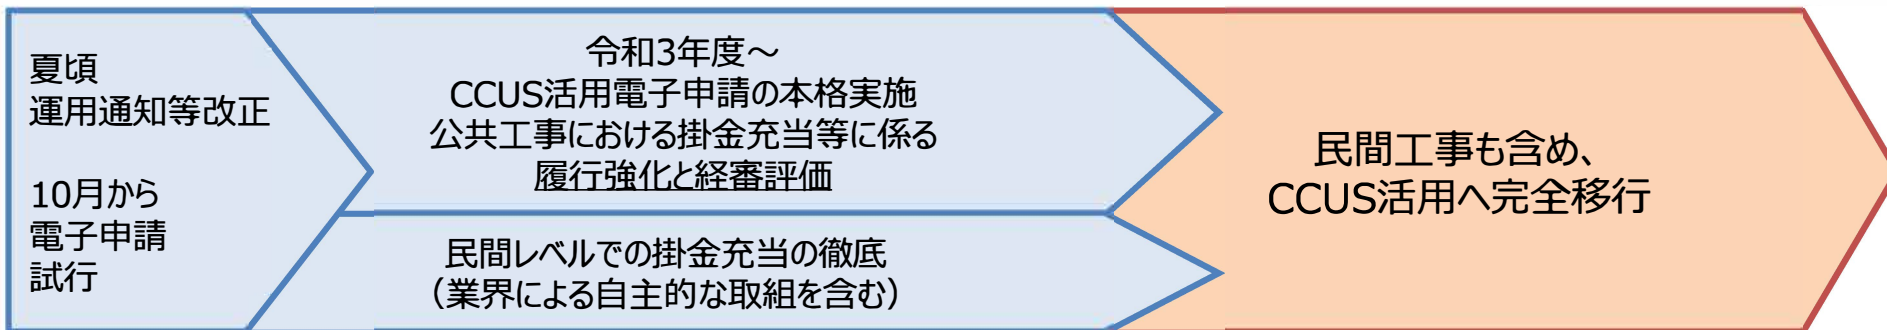 夏頃
運用通知等改正
10月から
電子申請
試行
令和3年度～
CCUS活用電子申請の本格実施
公共工事における掛金充当等に係る
履行強化と経審評価
民間レベルでの掛金充当の徹底
（業界による自主的な取組を含む）
民間工事も含め、
CCUS活用へ完全移行